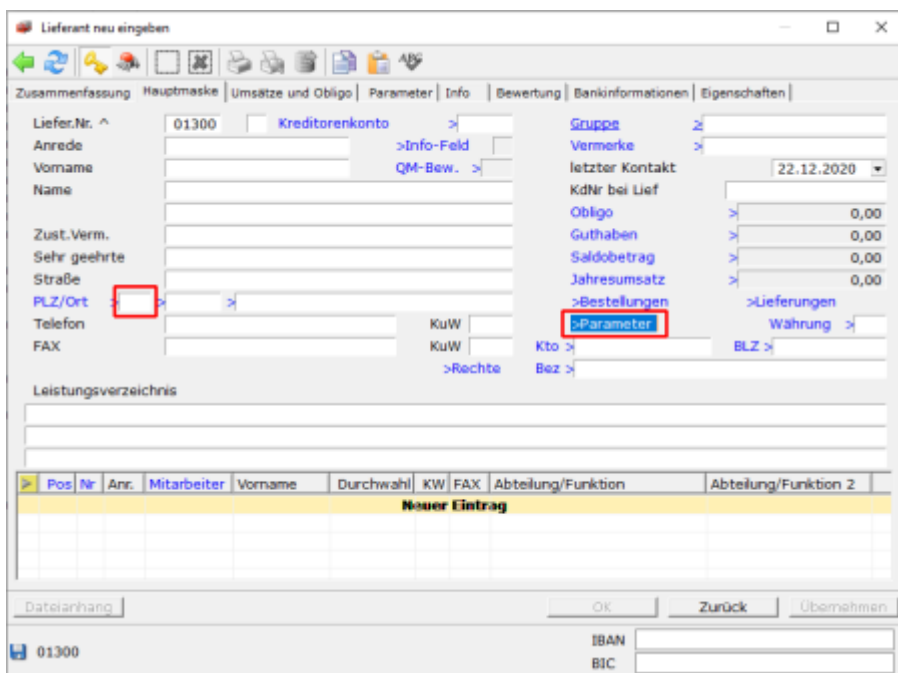 Lieferant neu eingeben
ABC
Zusammenfassung Hauptmaske Umsätze und Obligo Parameter Info Bewertung Bankinformationen Eigenschaften
Liefer.Nr. ^ 01300 Kreditorenkonto > Gruppe >
Anrede >Info-Feld Vermerke >
Vorname QM-Bew. > letzter Kontakt 22.12.2020
Name KdNr bei Lief
Obligo > 0,00
Zust.Verm. Guthaben > 0,00
Sehr geehrte Saldobetrag > 0,00
Straße Jahresumsatz > 0,00
PLZ/Ort > > > >Bestellungen >Lieferungen
Telefon KuW >Parameter Währung >
FAX KuW Kto > BLZ >
>Rechte Bez >
Leistungsverzeichnis
> Pos Nr Anr. Mitarbeiter Vorname Durchwahl KW FAX Abteilung/Funktion Abteilung/Funktion 2
Neuer Eintrag
Dateianhang OK Zurück Übernehmen
01300 IBAN
BIC